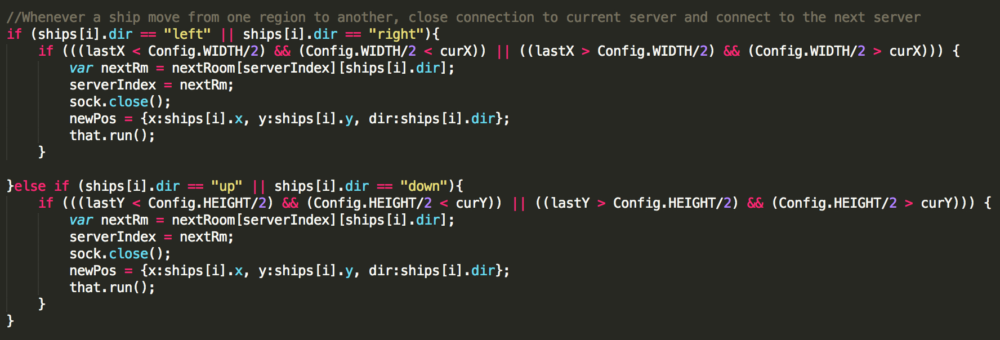 //Whenever a ship move from one region to another, close connection to current server and connect to the next server
if (ships[i].dir == "left" || ships[i].dir == "right"){
    if (((lastX < Config.WIDTH/2) && (Config.WIDTH/2 < curX)) || ((lastX > Config.WIDTH/2) && (Config.WIDTH/2 > curX))) {
        var nextRm = nextRoom[serverIndex][ships[i].dir];
        serverIndex = nextRm;
        sock.close();
        newPos = {x:ships[i].x, y:ships[i].y, dir:ships[i].dir};
        that.run();
    }

}else if (ships[i].dir == "up" || ships[i].dir == "down"){
    if (((lastY < Config.HEIGHT/2) && (Config.HEIGHT/2 < curY)) || ((lastY > Config.HEIGHT/2) && (Config.HEIGHT/2 > curY))) {
        var nextRm = nextRoom[serverIndex][ships[i].dir];
        serverIndex = nextRm;
        sock.close();
        newPos = {x:ships[i].x, y:ships[i].y, dir:ships[i].dir};
        that.run();
    }
}